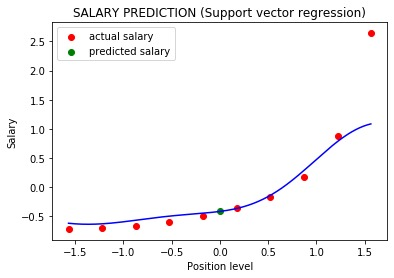 SALARY PREDICTION (Support vector regression)
actual salary
predicted salary
2.5
2.0
1.5
1.0
0.5
0.0
−0.5
Salary
−1.5 −1.0 −0.5 0.0 0.5 1.0 1.5
Position level